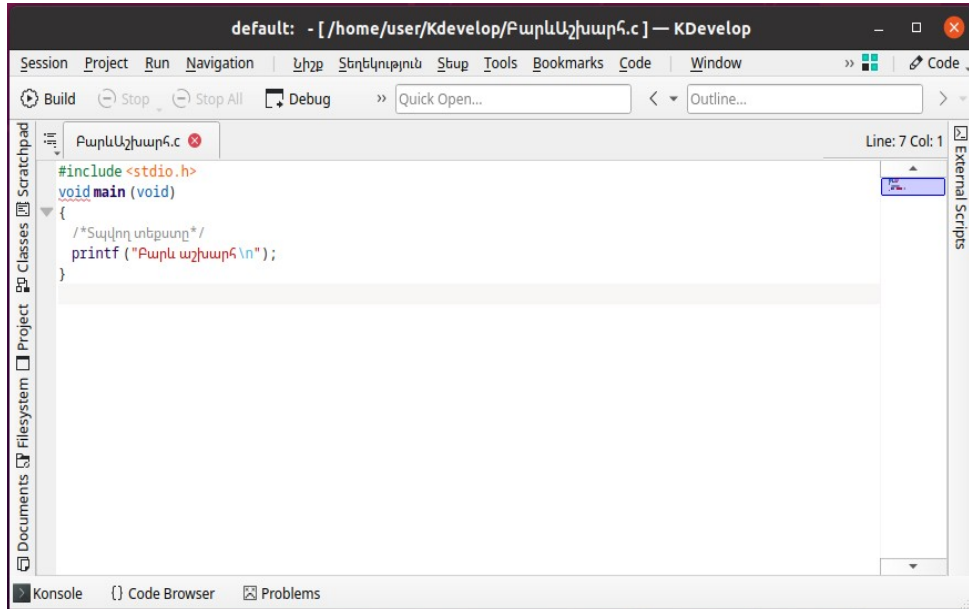 default: - [ /home/user/Kdevelop/ԲարևԱշխարհ.c ] — KDevelop
Session Project Run Navigation Նիշք Տեղեկություն Տեսք Tools Bookmarks Code Window » Code
Build Stop Stop All Debug » Quick Open... Outline...
ԲարևԱշխարհ.c Line: 7 Col: 1
#include <stdio.h>
void main (void)
{
/*Տպվող տեքստը*/
printf ("Բարև աշխարհ\n");
}
Scratchpad
Classes
Project
Filesystem
Documents
External Scripts
Konsole {} Code Browser Problems